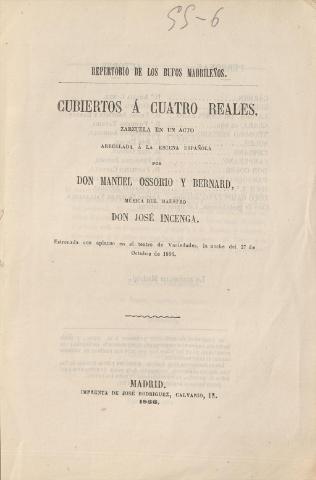 55-6
REPERTORIO DE LOS BUFOS MADRILEÑOS.
CUBIERTOS Á CUATRO REALES,
ZARZUELA EN UN ACTO
ARREGLADA Á LA ESCENA ESPAÑOLA
POR
DON MANUEL OSSORIO Y BERNARD,
MÚSICA DEL MAESTRO
DON JOSÉ INCENGA.
Estrenada con aplauso en el teatro de Variedades, la noche del 27 de
Octubre de 1866.
MADRID.
IMPRENTA DE JOSÉ RODRIGUEZ, CALVARIO, 18.
1866.